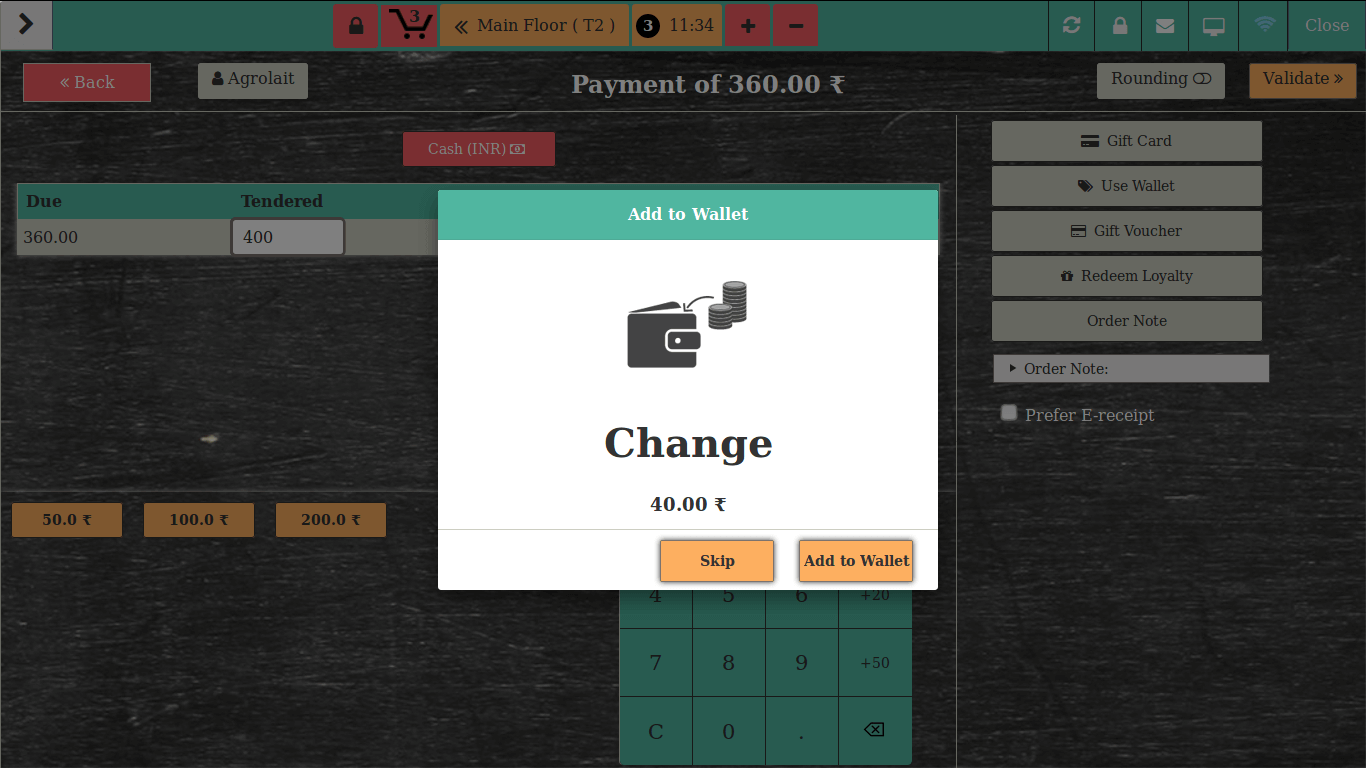 3
Main Floor ( T2 )
3 11:34
Close
« Back
Agrolait
Payment of 360.00 ₹
Rounding
Validate »
Cash (INR)
Gift Card
Use Wallet
Gift Voucher
Redeem Loyalty
Order Note
Order Note:
Prefer E-receipt
Due Tendered
360.00 400
Add to Wallet
Change
40.00 ₹
Skip Add to Wallet
50.0 ₹ 100.0 ₹ 200.0 ₹
4 5 6 +20
7 8 9 +50
C 0 .